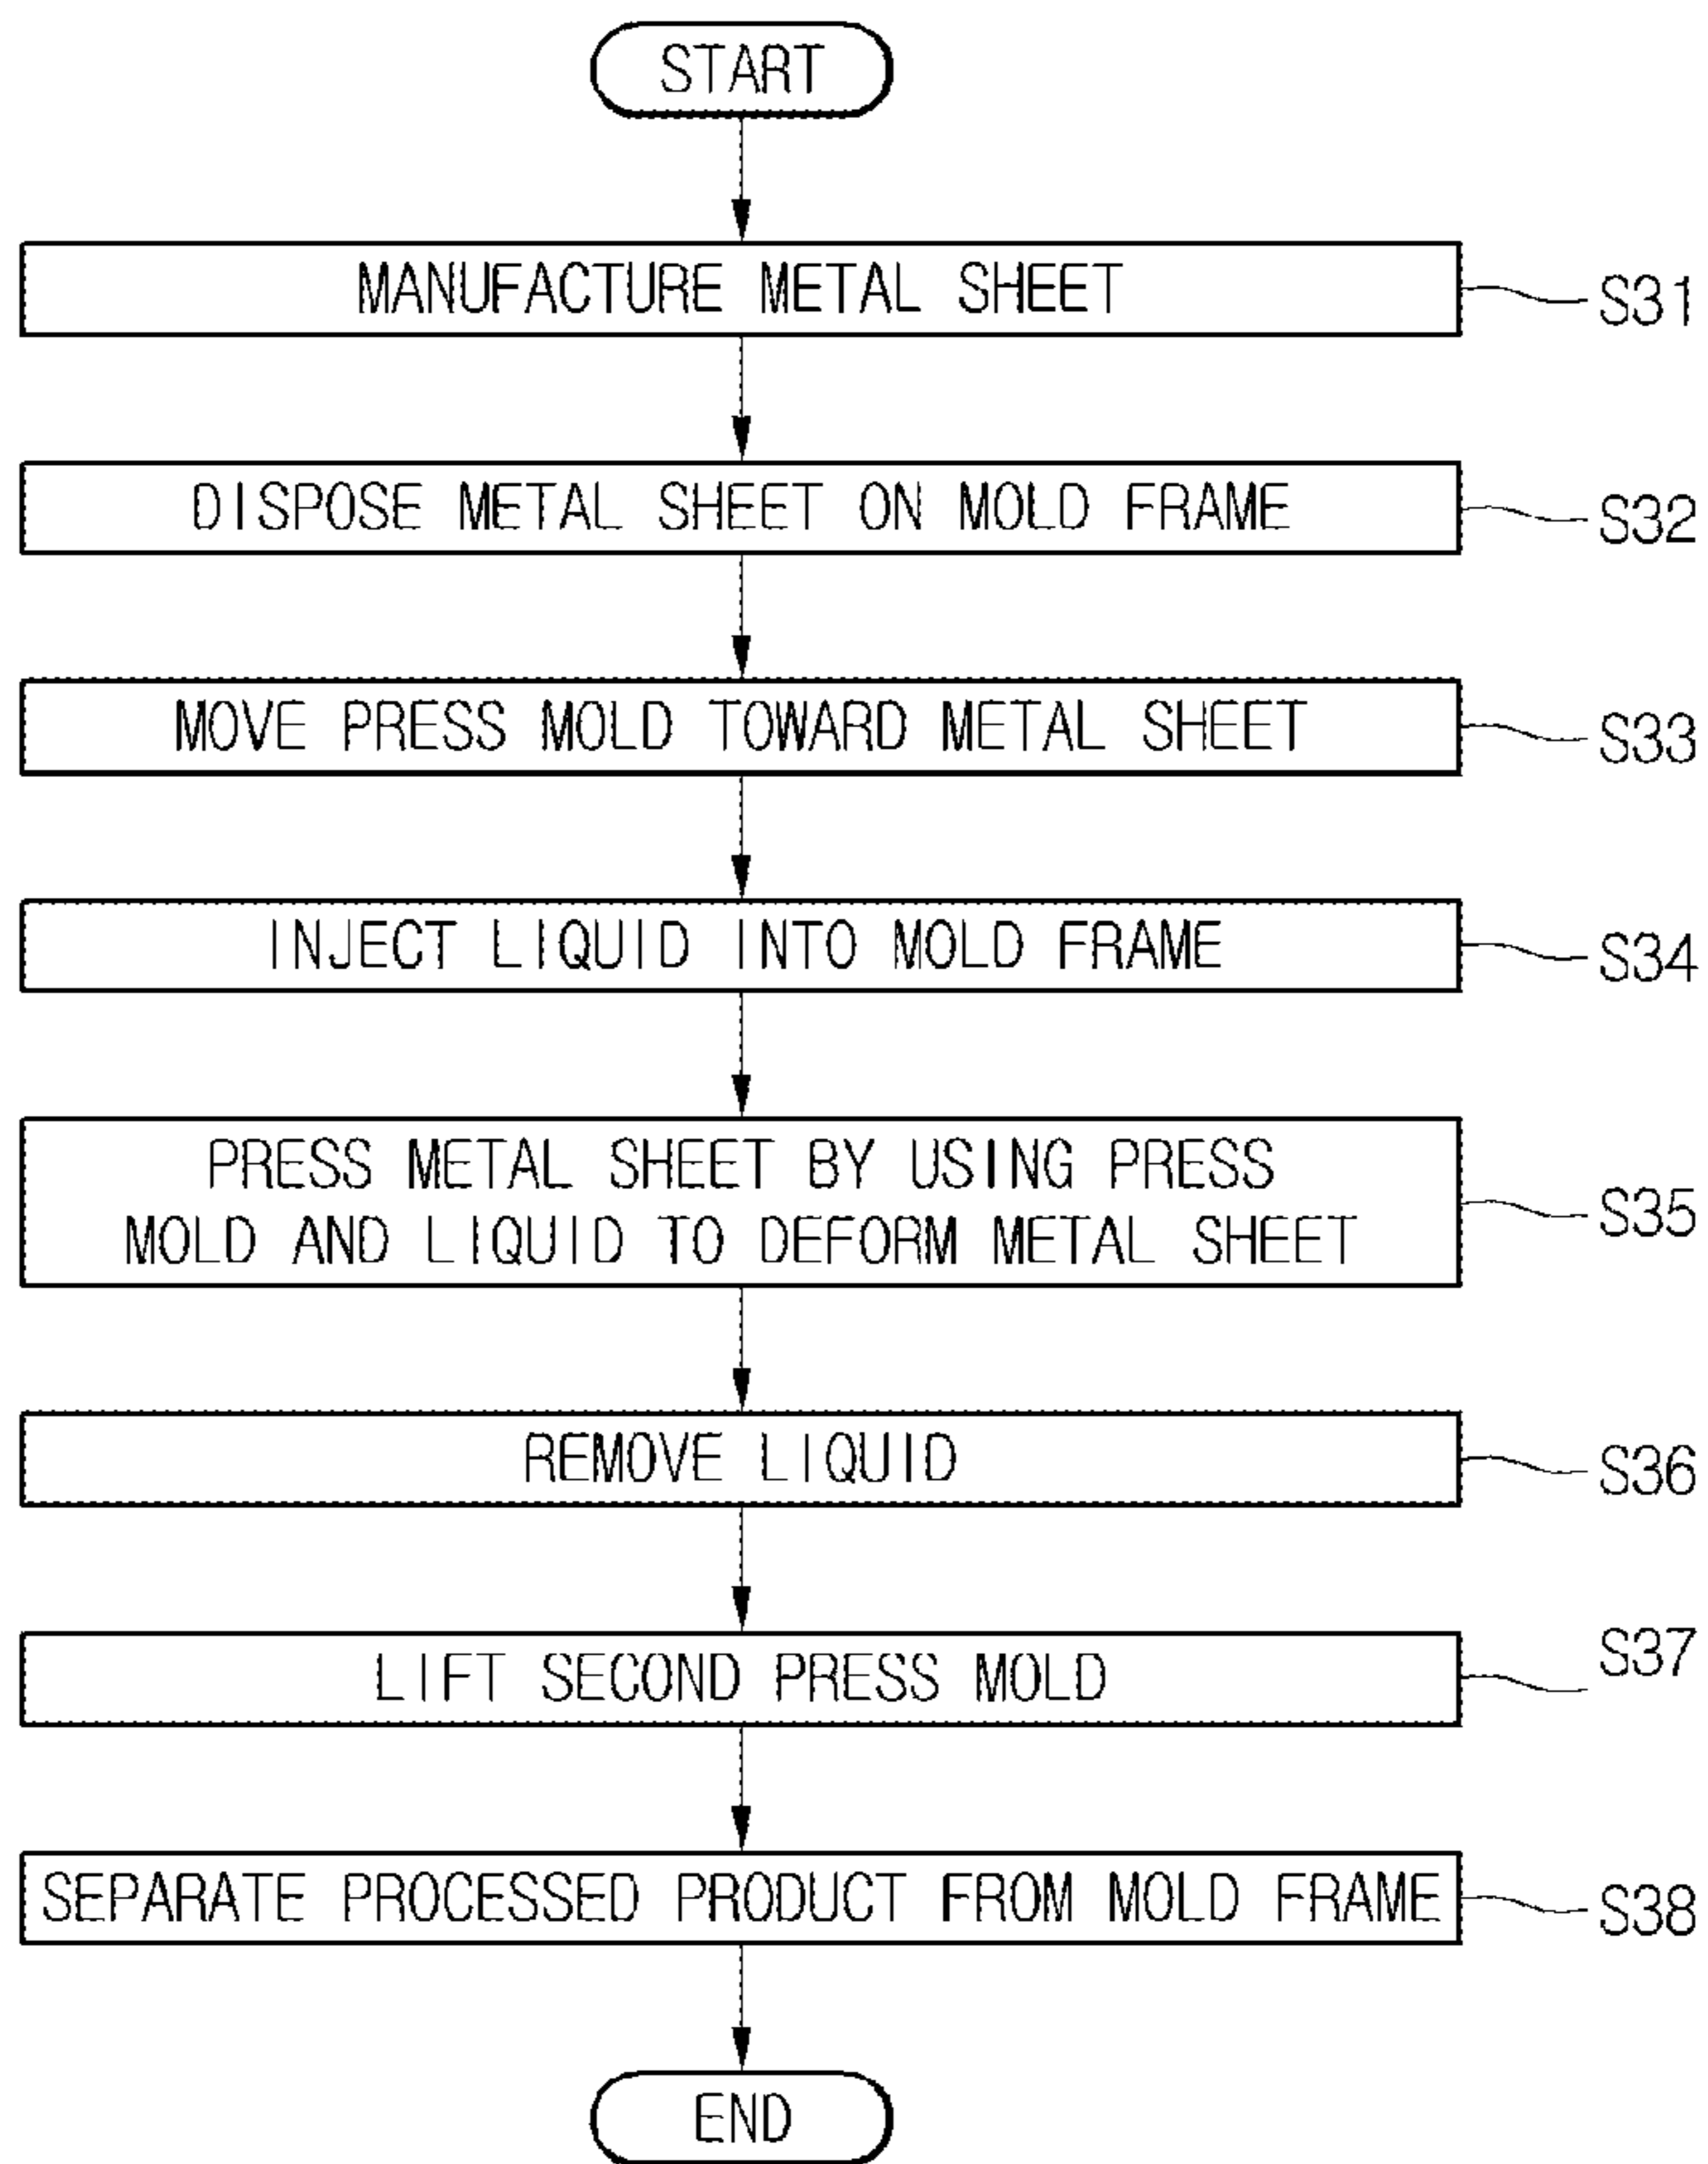 START
MANUFACTURE METAL SHEET
S31
DISPOSE METAL SHEET ON MOLD FRAME
S32
MOVE PRESS MOLD TOWARD METAL SHEET
S33
INJECT LIQUID INTO MOLD FRAME
S34
PRESS METAL SHEET BY USING PRESS
MOLD AND LIQUID TO DEFORM METAL SHEET
S35
REMOVE LIQUID
S36
LIFT SECOND PRESS MOLD
S37
SEPARATE PROCESSED PRODUCT FROM MOLD FRAME
S38
END